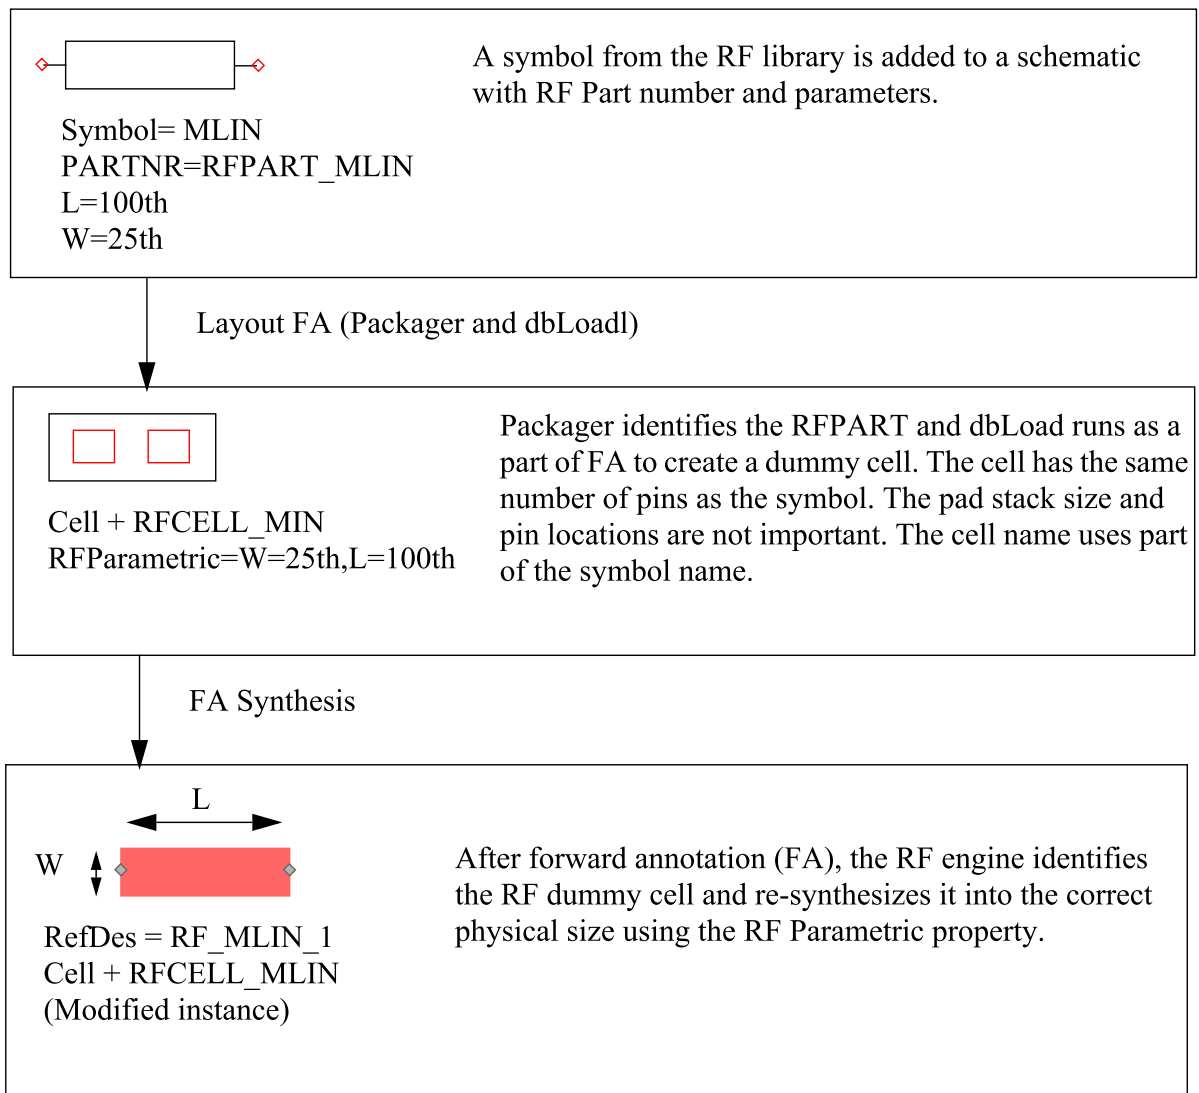 A symbol from the RF library is added to a schematic
with RF Part number and parameters.
Symbol= MLIN
PARTNR=RFPART_MLIN
L=100th
W=25th
Layout FA (Packager and dbLoadl)
Packager identifies the RFPART and dbLoad runs as a
part of FA to create a dummy cell. The cell has the same
number of pins as the symbol. The pad stack size and
pin locations are not important. The cell name uses part
of the symbol name.
Cell + RFCELL_MIN
RFParametric=W=25th,L=100th
FA Synthesis
L
W
After forward annotation (FA), the RF engine identifies
the RF dummy cell and re-synthesizes it into the correct
physical size using the RF Parametric property.
RefDes = RF_MLIN_1
Cell + RFCELL_MLIN
(Modified instance)